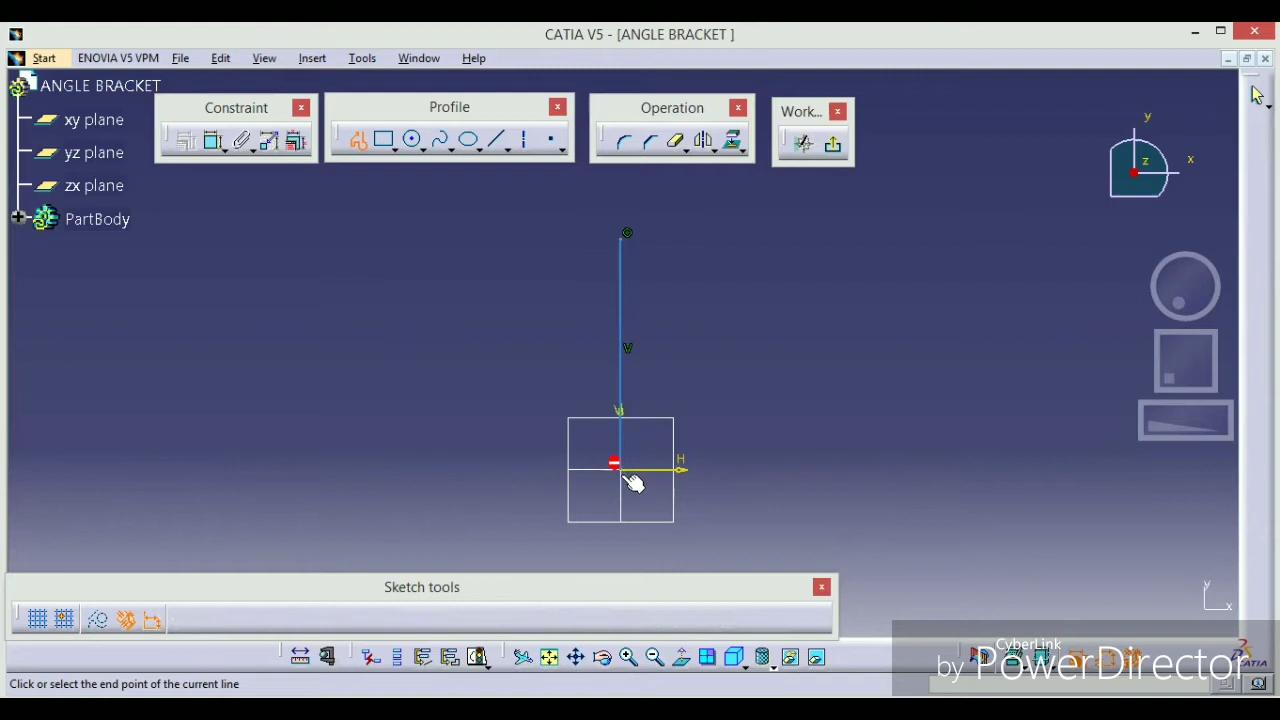 CATIA V5 - [ANGLE BRACKET ]
Start ENOVIA V5 VPM File Edit View Insert Tools Window Help
ANGLE BRACKET
Constraint
Profile
Operation
Work...
xy plane
yz plane
zx plane
PartBody
y
x
z
V
H
y
x
Sketch tools
CyberLink
by PowerDirector
CATIA
Click or select the end point of the current line